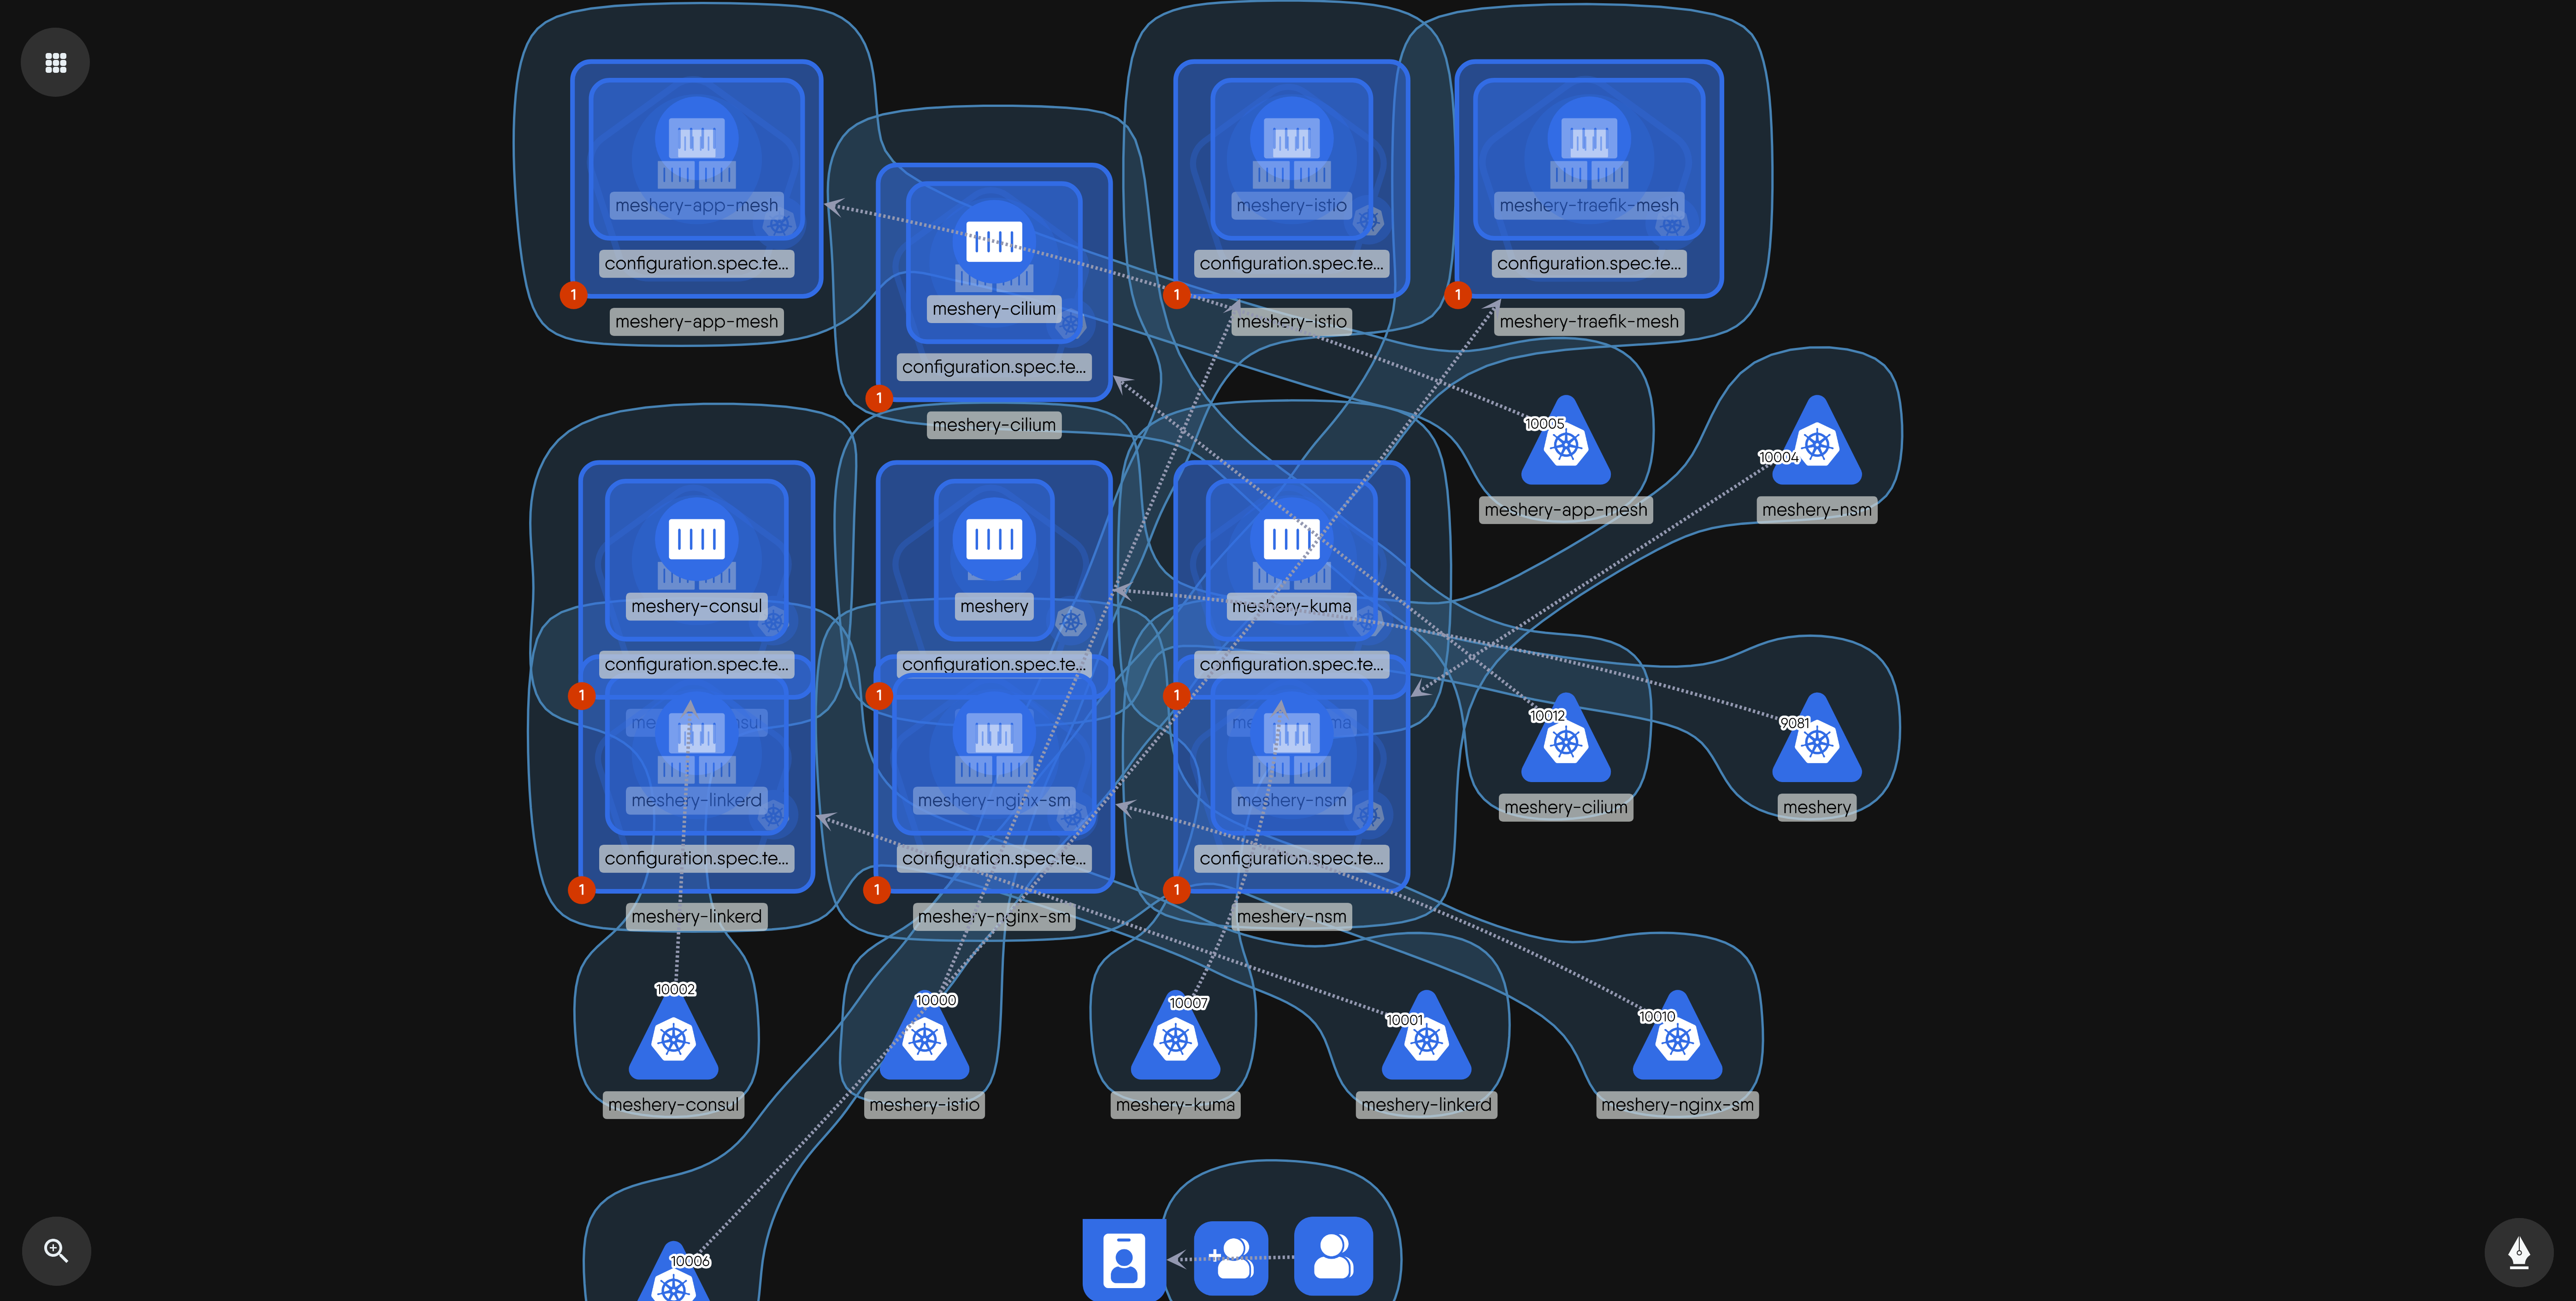 meshery-app-mesh
configuration.spec.te...
1
meshery-app-mesh
meshery-cilium
configuration.spec.te...
1
meshery-cilium
meshery-istio
configuration.spec.te...
1
meshery-istio
meshery-traefik-mesh
configuration.spec.te...
1
meshery-traefik-mesh
10005
meshery-app-mesh
10004
meshery-nsm
meshery-consul
configuration.spec.te...
1
meshery
configuration.spec.te...
1
meshery-kuma
configuration.spec.te...
1
10012
meshery-cilium
9081
meshery
meshery-linkerd
configuration.spec.te...
1
meshery-linkerd
meshery-nginx-sm
configuration.spec.te...
1
meshery-nginx-sm
meshery-nsm
configuration.spec.te...
1
meshery-nsm
10002
meshery-consul
10000
meshery-istio
10007
meshery-kuma
10001
meshery-linkerd
10010
meshery-nginx-sm
10006